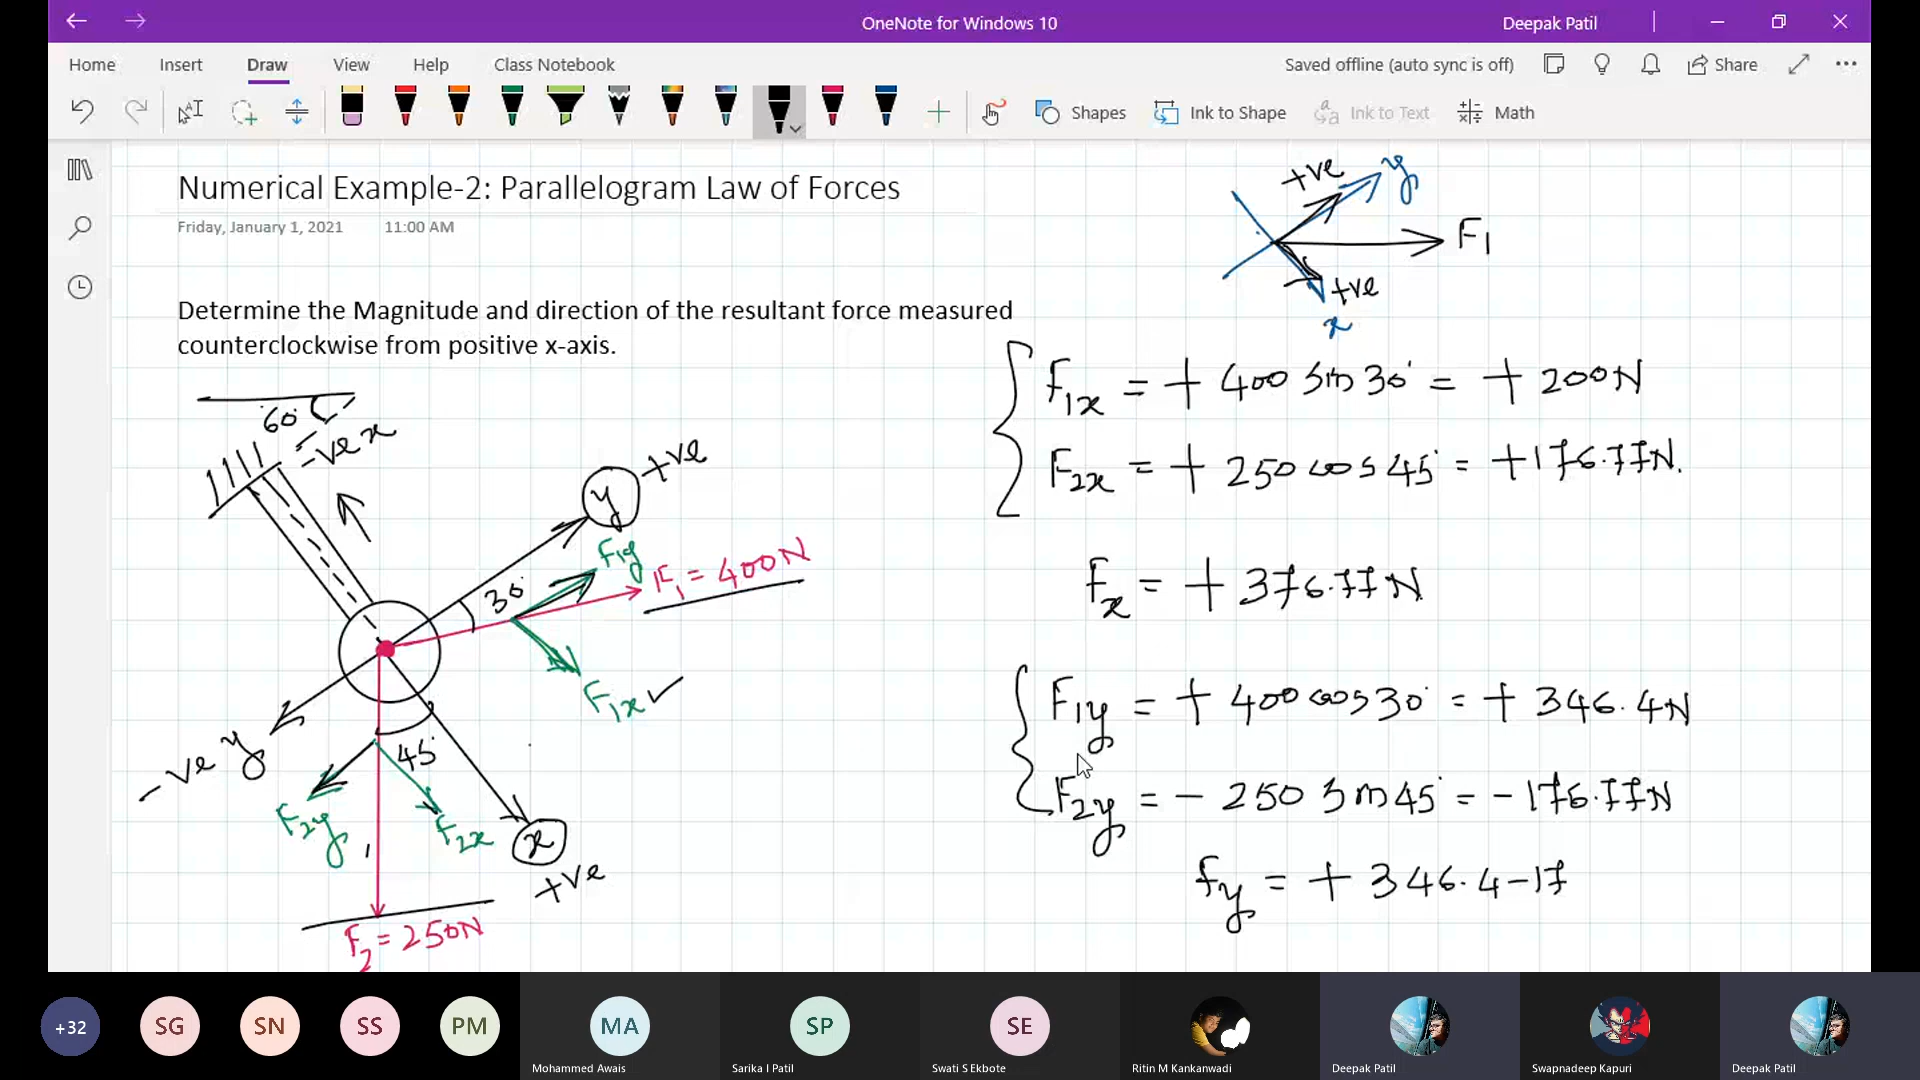 OneNote for Windows 10
Deepak Patil
Home Insert Draw View Help Class Notebook
Saved offline (auto sync is off) Share
Shapes Ink to Shape Ink to Text Math
Numerical Example-2: Parallelogram Law of Forces
Friday, January 1, 2021 11:00 AM
Determine the Magnitude and direction of the resultant force measured
counterclockwise from positive x-axis.
60°
-ve x
y
+ve
F1y
30°
F1 = 400N
F1x ✓
-ve y
45°
F2y
F2x
x
+ve
F2 = 250N
+ve
y
F1
+ve
x
F1x = + 400 sin 30° = + 200N
F2x = + 250 cos 45° = +176.77N.
Fx = + 376.77N
F1y = + 400 cos 30° = + 346.4N
F2y = - 250 sin 45° = - 176.77N
fy = + 346.4 - 17
+32
SG
SN
SS
PM
MA
Mohammed Awais
SP
Sarika I Patil
SE
Swati S Ekbote
Ritin M Kankanwadi
Deepak Patil
Swapnadeep Kapuri
Deepak Patil